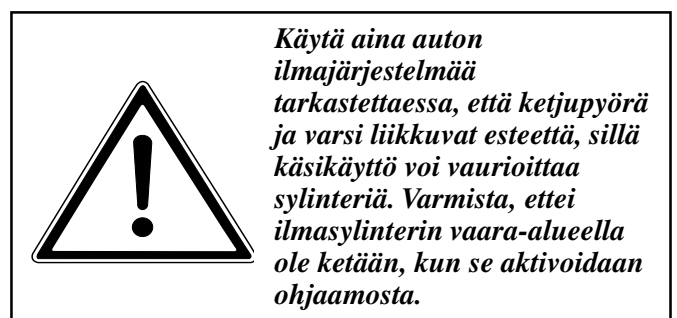 Käytä aina auton
ilmajärjestelmää
tarkastettaessa, että ketjupyörä
ja varsi liikkuvat esteettä, sillä
käsikäyttö voi vaurioittaa
sylinteriä. Varmista, ettei
ilmasylinterin vaara-alueella
ole ketään, kun se aktivoidaan
ohjaamosta.